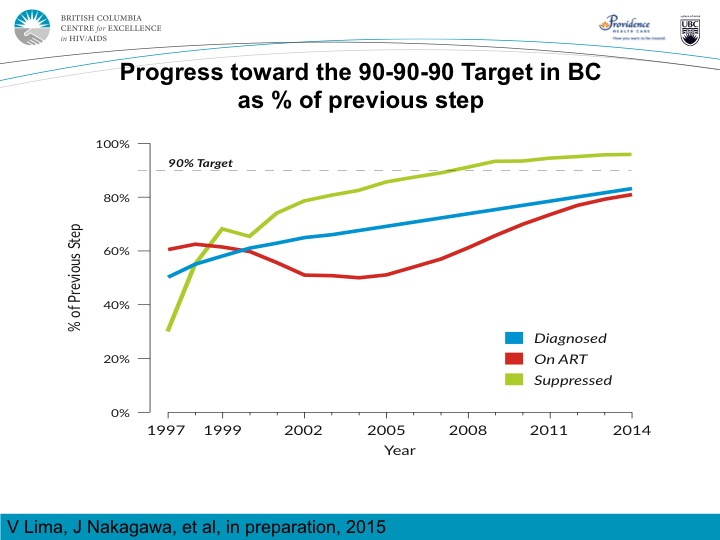 BRITISH COLUMBIA
CENTRE for EXCELLENCE
in HIV/AIDS
Providence
HEALTH CARE
How you want to be treated.
UBC
Progress toward the 90-90-90 Target in BC
as % of previous step
100%
90% Target
80%
60%
40%
20%
0%
% of Previous Step
Diagnosed
On ART
Suppressed
1997 1999 2002 2005 2008 2011 2014
Year
V Lima, J Nakagawa, et al, in preparation, 2015